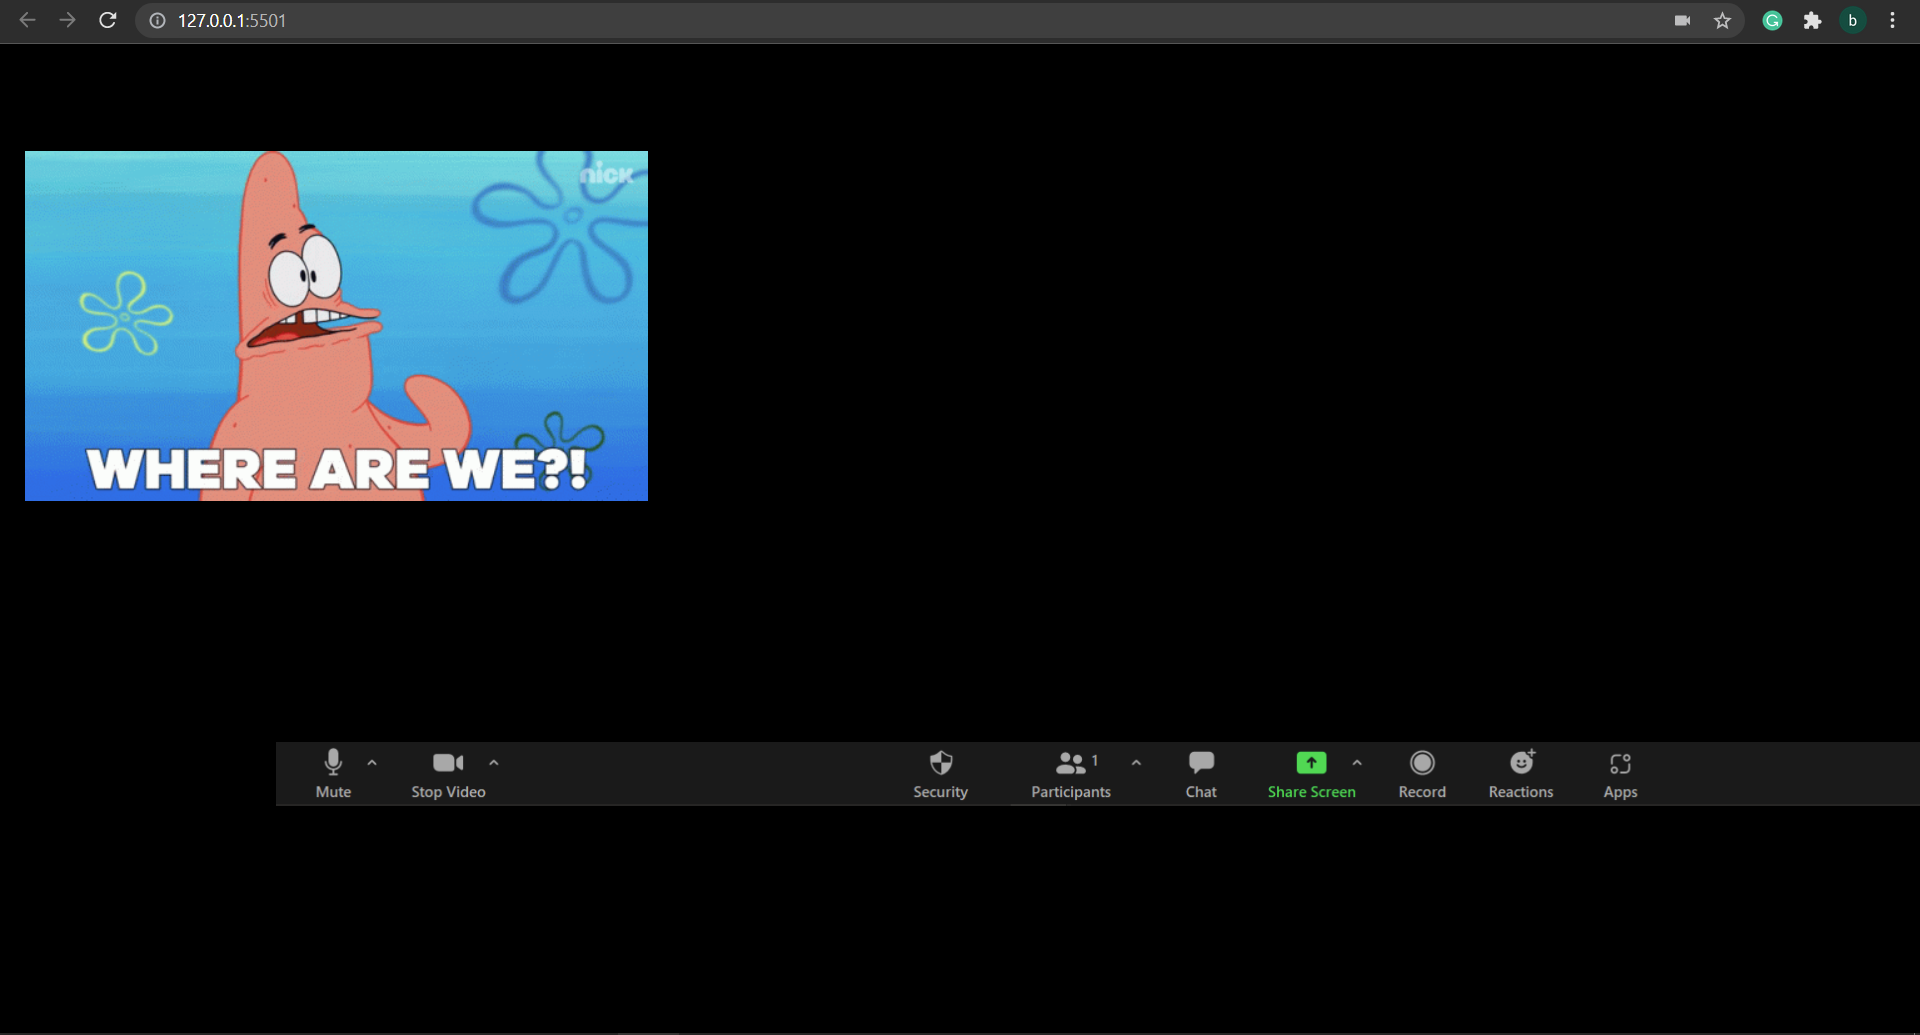 127.0.0.1:5501
b
nick
WHERE ARE WE?!
1
Mute
Stop Video
Security
Participants
Chat
Share Screen
Record
Reactions
Apps